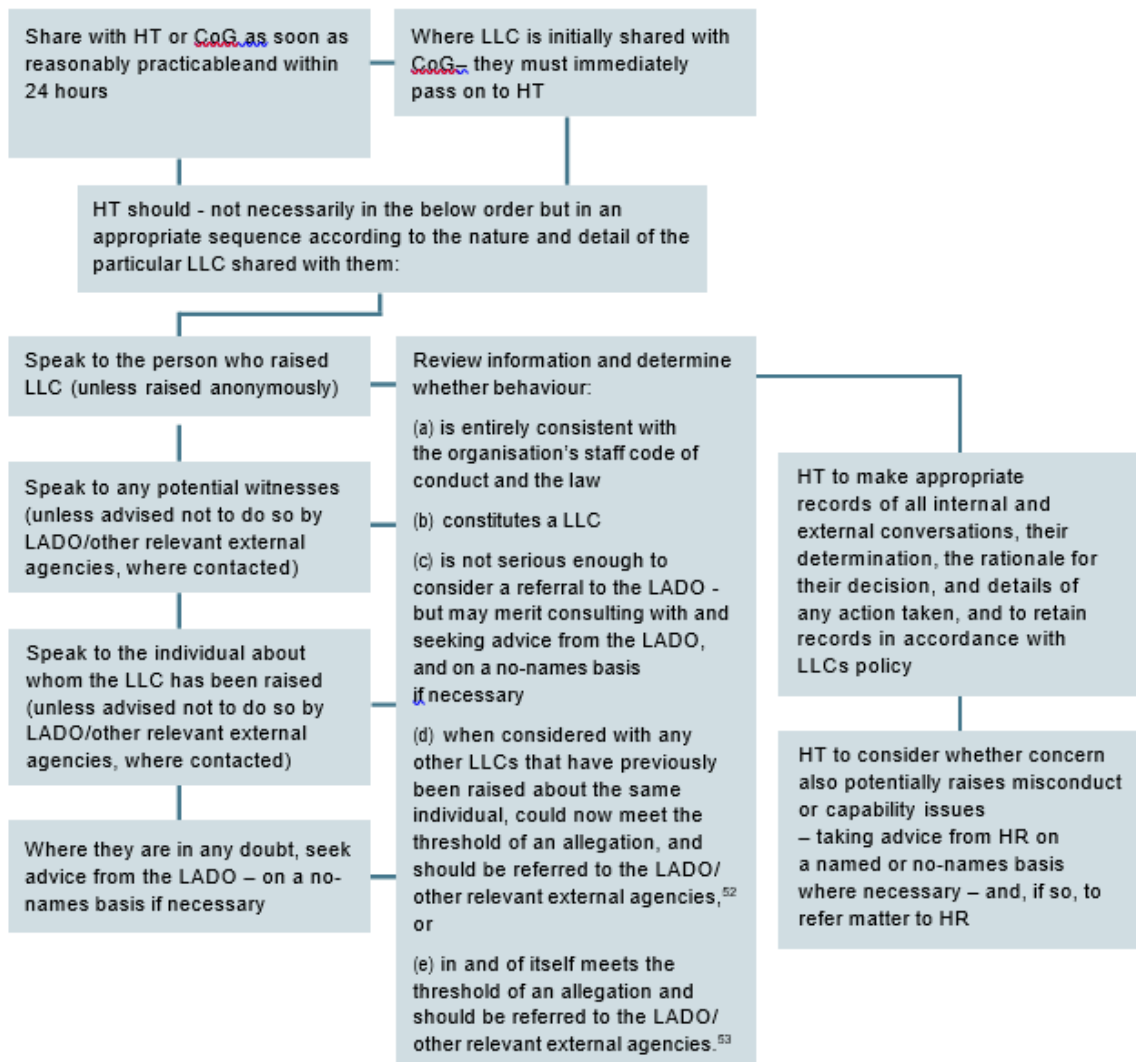 Share with HT or CoG as soon as
reasonably practicableand within
24 hours
Where LLC is initially shared with
CoG– they must immediately
pass on to HT
HT should - not necessarily in the below order but in an
appropriate sequence according to the nature and detail of the
particular LLC shared with them:
Speak to the person who raised
LLC (unless raised anonymously)
Speak to any potential witnesses
(unless advised not to do so by
LADO/other relevant external
agencies, where contacted)
Speak to the individual about
whom the LLC has been raised
(unless advised not to do so by
LADO/other relevant external
agencies, where contacted)
Where they are in any doubt, seek
advice from the LADO – on a no-
names basis if necessary
Review information and determine
whether behaviour:
(a) is entirely consistent with
the organisation’s staff code of
conduct and the law
(b) constitutes a LLC
(c) is not serious enough to
consider a referral to the LADO -
but may merit consulting with and
seeking advice from the LADO,
and on a no-names basis
if necessary
(d) when considered with any
other LLCs that have previously
been raised about the same
individual, could now meet the
threshold of an allegation, and
should be referred to the LADO/
other relevant external agencies,⁵²
or
(e) in and of itself meets the
threshold of an allegation and
should be referred to the LADO/
other relevant external agencies.⁵³
HT to make appropriate
records of all internal and
external conversations, their
determination, the rationale for
their decision, and details of
any action taken, and to retain
records in accordance with
LLCs policy
HT to consider whether concern
also potentially raises misconduct
or capability issues
– taking advice from HR on
a named or no-names basis
where necessary – and, if so, to
refer matter to HR